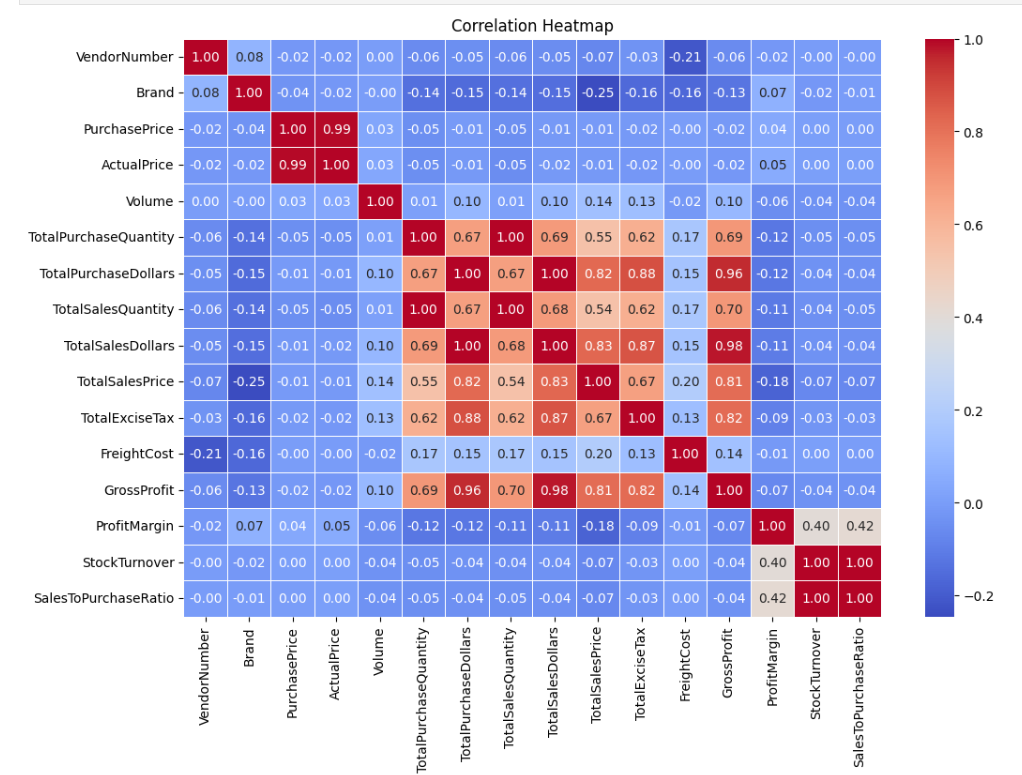 Correlation Heatmap
VendorNumber 1.00 0.08 -0.02 -0.02 0.00 -0.06 -0.05 -0.06 -0.05 -0.07 -0.03 -0.21 -0.06 -0.02 -0.00 -0.00
Brand 0.08 1.00 -0.04 -0.02 -0.00 -0.14 -0.15 -0.14 -0.15 -0.25 -0.16 -0.16 -0.13 0.07 -0.02 -0.01
PurchasePrice -0.02 -0.04 1.00 0.99 0.03 -0.05 -0.01 -0.05 -0.01 -0.01 -0.02 -0.00 -0.02 0.04 0.00 0.00
ActualPrice -0.02 -0.02 0.99 1.00 0.03 -0.05 -0.01 -0.05 -0.02 -0.01 -0.02 -0.00 -0.02 0.05 0.00 0.00
Volume 0.00 -0.00 0.03 0.03 1.00 0.01 0.10 0.01 0.10 0.14 0.13 -0.02 0.10 -0.06 -0.04 -0.04
TotalPurchaseQuantity -0.06 -0.14 -0.05 -0.05 0.01 1.00 0.67 1.00 0.69 0.55 0.62 0.17 0.69 -0.12 -0.05 -0.05
TotalPurchaseDollars -0.05 -0.15 -0.01 -0.01 0.10 0.67 1.00 0.67 1.00 0.82 0.88 0.15 0.96 -0.12 -0.04 -0.04
TotalSalesQuantity -0.06 -0.14 -0.05 -0.05 0.01 1.00 0.67 1.00 0.68 0.54 0.62 0.17 0.70 -0.11 -0.04 -0.05
TotalSalesDollars -0.05 -0.15 -0.01 -0.02 0.10 0.69 1.00 0.68 1.00 0.83 0.87 0.15 0.98 -0.11 -0.04 -0.04
TotalSalesPrice -0.07 -0.25 -0.01 -0.01 0.14 0.55 0.82 0.54 0.83 1.00 0.67 0.20 0.81 -0.18 -0.07 -0.07
TotalExciseTax -0.03 -0.16 -0.02 -0.02 0.13 0.62 0.88 0.62 0.87 0.67 1.00 0.13 0.82 -0.09 -0.03 -0.03
FreightCost -0.21 -0.16 -0.00 -0.00 -0.02 0.17 0.15 0.17 0.15 0.20 0.13 1.00 0.14 -0.01 0.00 0.00
GrossProfit -0.06 -0.13 -0.02 -0.02 0.10 0.69 0.96 0.70 0.98 0.81 0.82 0.14 1.00 -0.07 -0.04 -0.04
ProfitMargin -0.02 0.07 0.04 0.05 -0.06 -0.12 -0.12 -0.11 -0.11 -0.18 -0.09 -0.01 -0.07 1.00 0.40 0.42
StockTurnover -0.00 -0.02 0.00 0.00 -0.04 -0.05 -0.04 -0.04 -0.04 -0.07 -0.03 0.00 -0.04 0.40 1.00 1.00
SalesToPurchaseRatio -0.00 -0.01 0.00 0.00 -0.04 -0.05 -0.04 -0.05 -0.04 -0.07 -0.03 0.00 -0.04 0.42 1.00 1.00
VendorNumber
Brand
PurchasePrice
ActualPrice
Volume
TotalPurchaseQuantity
TotalPurchaseDollars
TotalSalesQuantity
TotalSalesDollars
TotalSalesPrice
TotalExciseTax
FreightCost
GrossProfit
ProfitMargin
StockTurnover
SalesToPurchaseRatio
1.0
0.8
0.6
0.4
0.2
0.0
−0.2